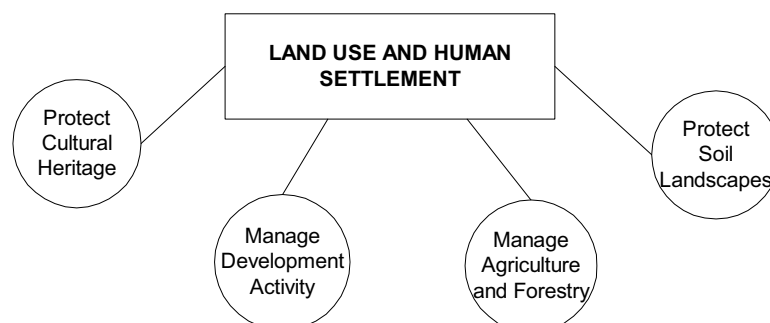 LAND USE AND HUMAN
SETTLEMENT
Protect
Cultural
Heritage
Manage
Development
Activity
Manage
Agriculture
and Forestry
Protect
Soil
Landscapes